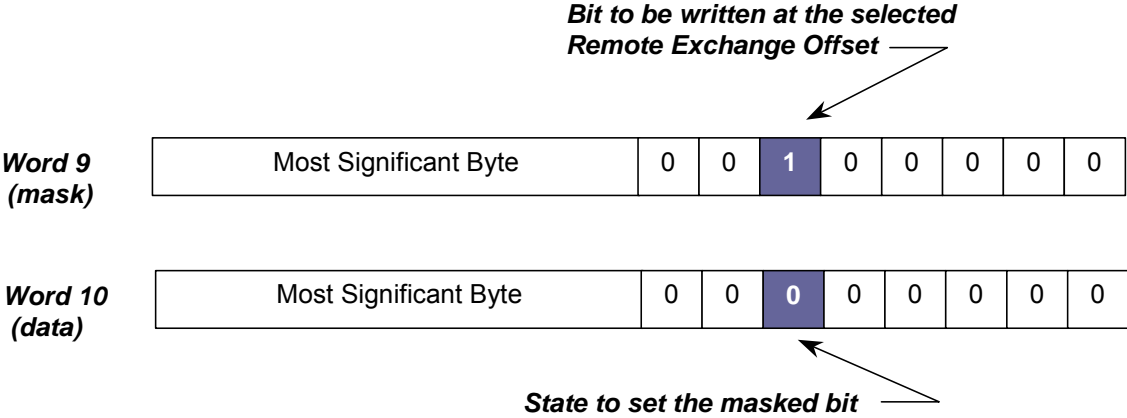 Bit to be written at the selected
Remote Exchange Offset
Word 9 Most Significant Byte 0 0 1 0 0 0 0 0
(mask)
Word 10 Most Significant Byte 0 0 0 0 0 0 0 0
(data)
State to set the masked bit